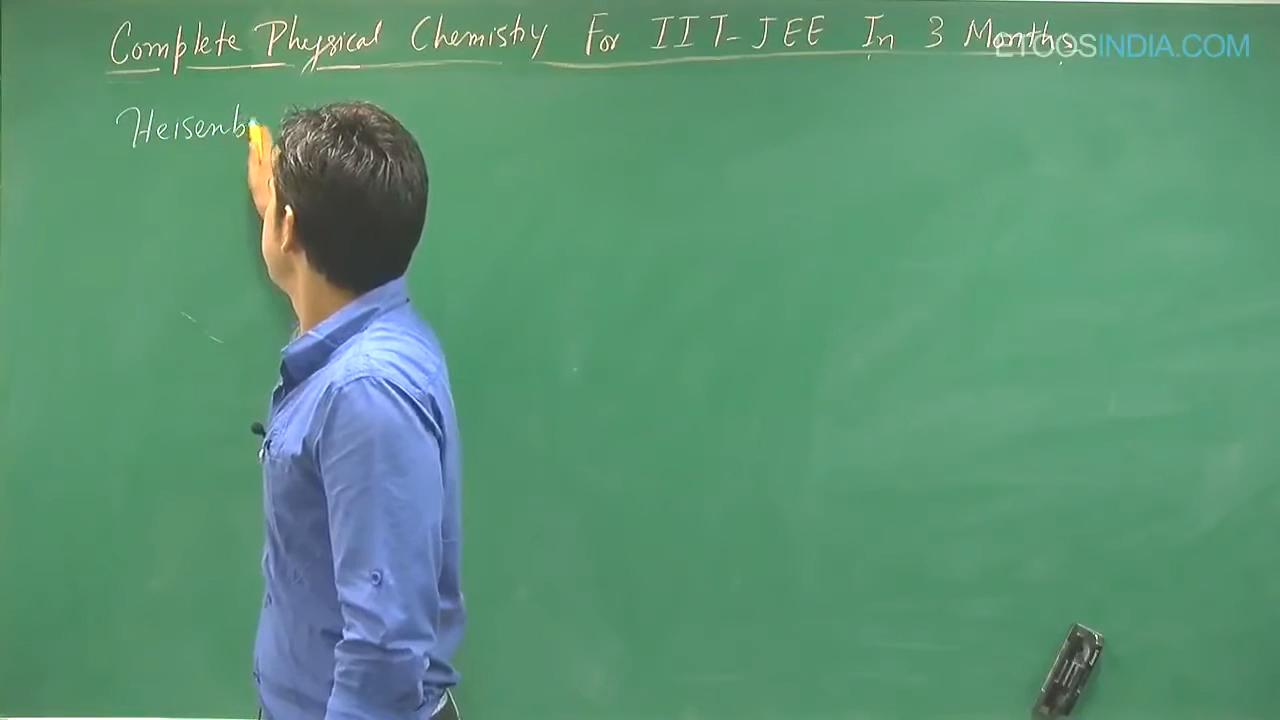 Complete Physical Chemistry For IIT-JEE In 3 Months
ETOOSINDIA.COM
Heisenb